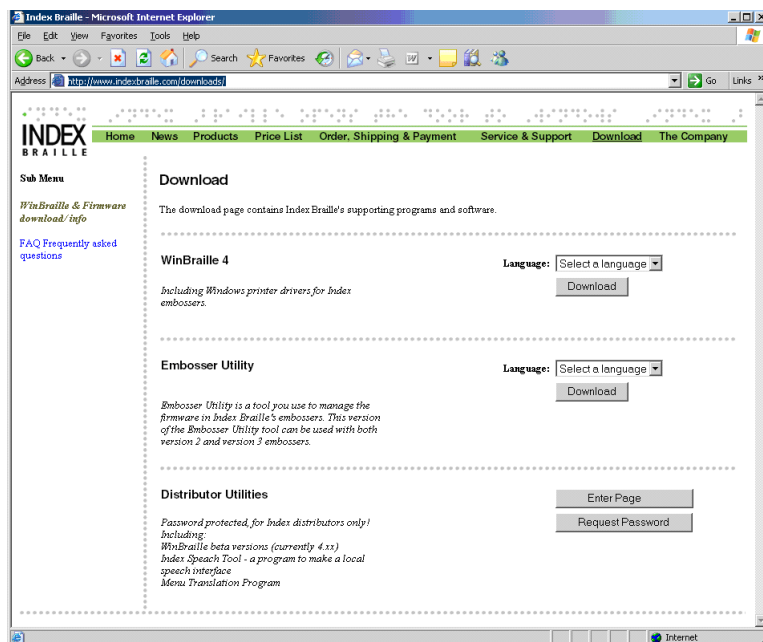 Index Braille - Microsoft Internet Explorer
File Edit View Favorites Tools Help
Back Search Favorites
Address http://www.indexbraille.com/downloads/ Go Links »
INDEX
BRAILLE
Home News Products Price List Order, Shipping & Payment Service & Support Download The Company
Sub Menu
WinBraille & Firmware
download/info
FAQ Frequently asked
questions
Download
The download page contains Index Braille's supporting programs and software.
WinBraille 4
Language: Select a language
Download
Including Windows printer drivers for Index
embossers.
Embosser Utility
Language: Select a language
Download
Embosser Utility is a tool you use to manage the
firmware in Index Braille's embossers. This version
of the Embosser Utility tool can be used with both
version 2 and version 3 embossers.
Distributor Utilities
Enter Page
Request Password
Password protected, for Index distributors only!
Including:
WinBraille beta versions (currently 4.xx)
Index Speach Tool - a program to make a local
speech interface
Menu Translation Program
Internet